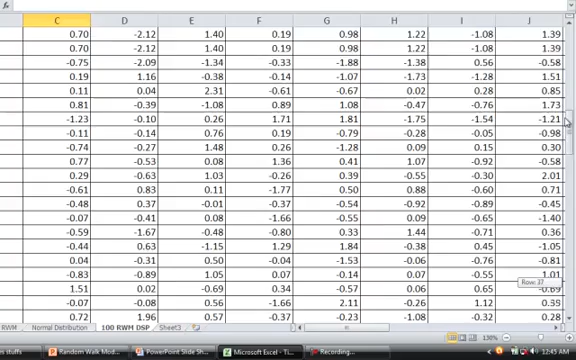 fx
C D E F G H I J
0.70 -2.12 1.40 0.19 0.98 1.22 -1.08 1.39
0.70 -2.12 1.40 0.19 0.98 1.22 -1.08 1.39
-0.75 -2.09 -1.34 -0.33 -1.88 -1.38 0.56 -0.58
0.19 1.16 -0.38 -0.14 -1.07 -1.73 -1.28 1.51
0.11 0.04 2.31 -0.61 -0.67 0.02 0.28 0.85
0.81 -0.39 -1.08 0.89 1.08 -0.47 -0.76 1.73
-1.23 -0.10 0.26 1.71 1.81 -1.75 -1.54 -1.21
-0.11 -0.14 0.76 0.19 -0.79 -0.28 -0.05 -0.98
-0.74 -0.27 1.48 0.26 -1.28 0.09 0.15 0.30
0.77 -0.53 0.08 1.36 0.41 1.07 -0.92 -0.58
0.29 -0.63 1.03 -0.26 0.39 -0.55 -0.30 2.01
-0.61 0.83 0.11 -1.77 0.50 0.88 -0.60 0.71
-0.48 0.37 -0.01 -0.37 -0.54 -0.92 -0.89 -0.45
-0.07 -0.41 0.08 -1.66 -0.55 0.09 -0.65 -1.40
-0.59 -1.67 -0.48 -0.80 0.33 1.44 -0.71 0.36
-0.44 0.63 -1.15 1.29 1.84 -0.38 0.45 -1.05
0.04 -0.31 0.50 -0.04 -1.53 -0.06 -0.76 -0.81
-0.83 -0.89 1.05 0.07 -0.14 0.07 -0.55 1.01
Row: 37
1.51 0.02 -0.69 0.34 -0.57 0.06 -0.65 -0.69
-0.07 -0.08 0.56 -1.66 2.11 -0.26 1.12 0.39
0.72 1.96 0.57 -0.37 -0.23 -1.08 -0.32 0.28
RWM Normal Distribution 100 RWM DSP Sheet3
138%
s stuffs Random Walk Mod... PowerPoint Slide Sh... Microsoft Excel - Ti... Recording... 12:45 AM